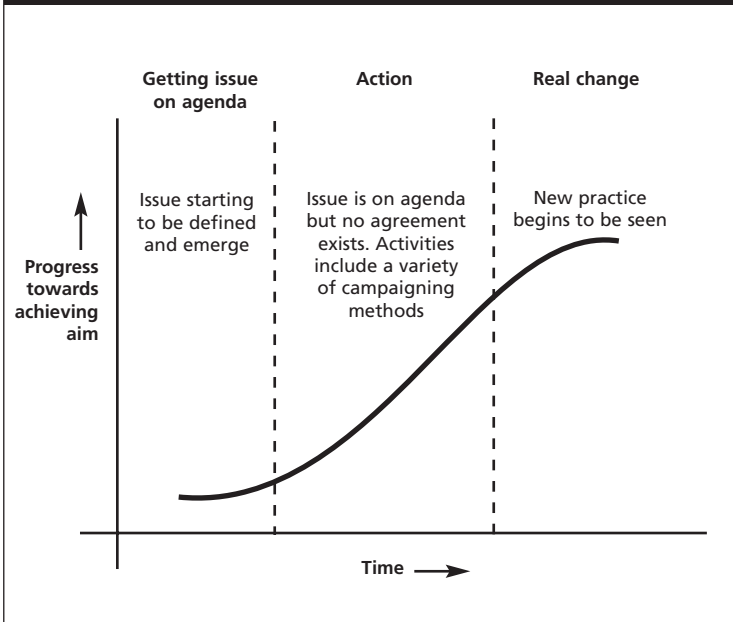 Getting issue
on agenda
Action
Real change
Issue starting
to be defined
and emerge
Issue is on agenda
but no agreement
exists. Activities
include a variety
of campaigning
methods
New practice
begins to be seen
Progress
towards
achieving
aim
Time